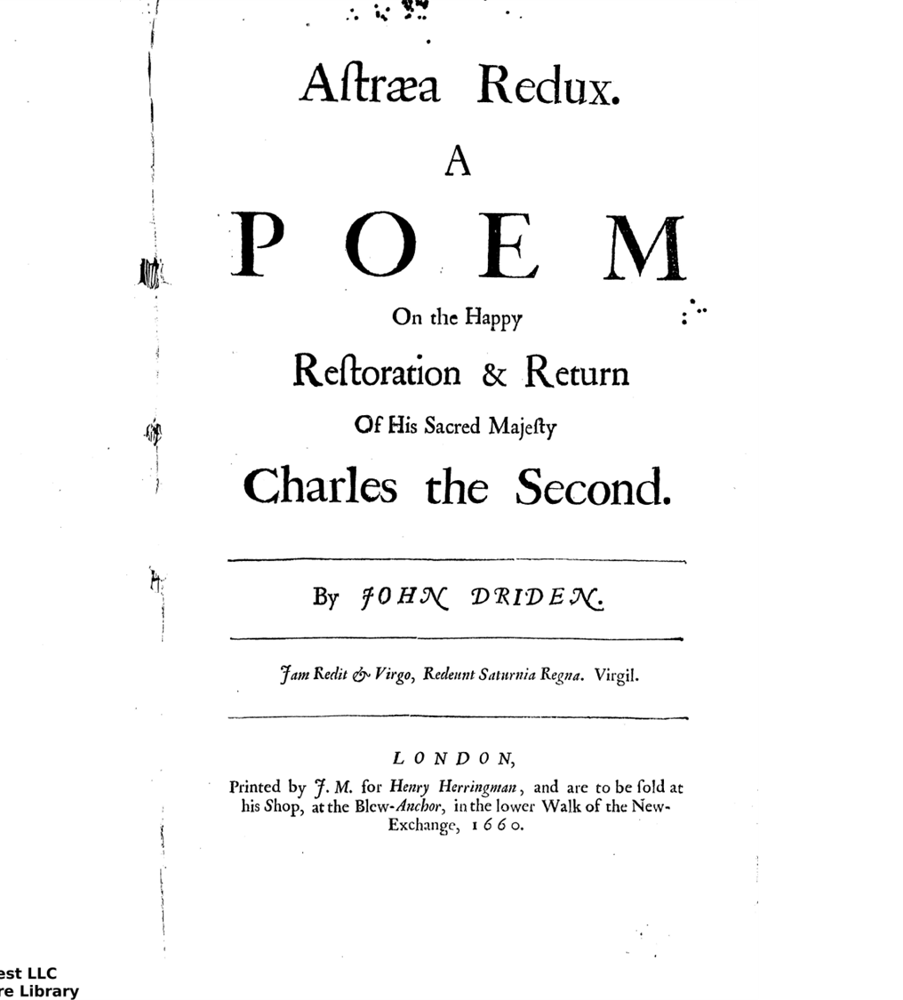 Aſtræa Redux.
A
POEM
On the Happy
Reſtoration & Return
Of His Sacred Majeſty
Charles the Second.
By JOHN DRIDEN.
Jam Redit & Virgo, Redeunt Saturnia Regna. Virgil.
LONDON,
Printed by J. M. for Henry Herringman, and are to be ſold at
his Shop, at the Blew-Anchor, in the lower Walk of the New-
Exchange, 1660.
est LLC
re Library